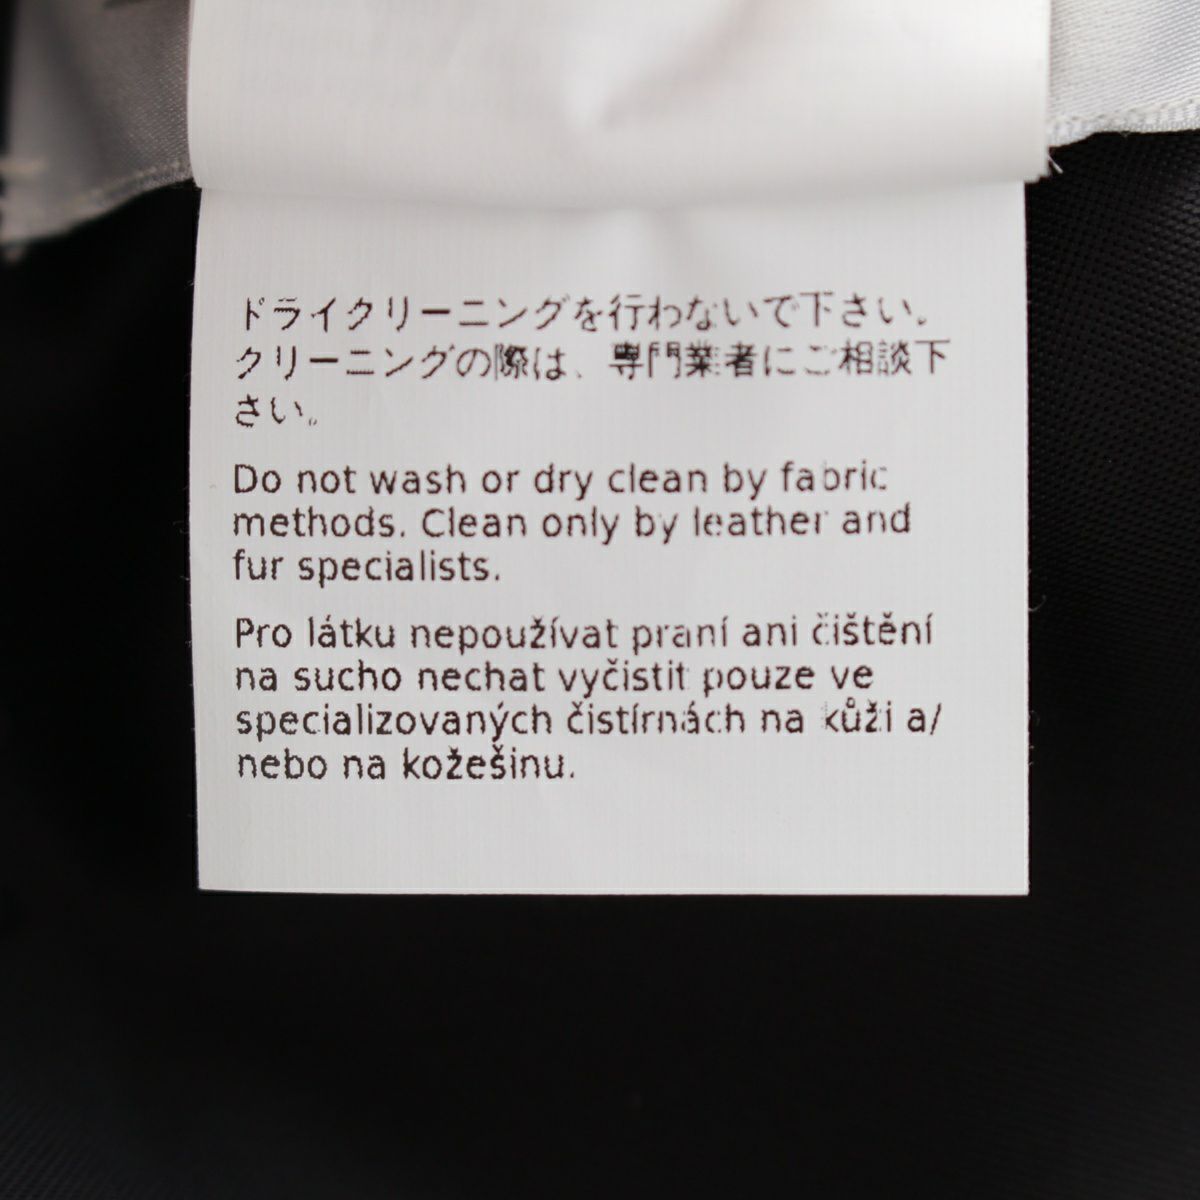 ドライクリーニングを行わないで下さい。
クリーニングの際は、専門業者にご相談下
さい。
Do not wash or dry clean by fabric
methods. Clean only by leather and
fur specialists.
Pro látku nepoužívat praní ani čištění
na sucho nechat vyčistit pouze ve
specializovaných čistírnách na kůži a/
nebo na kožešinu.